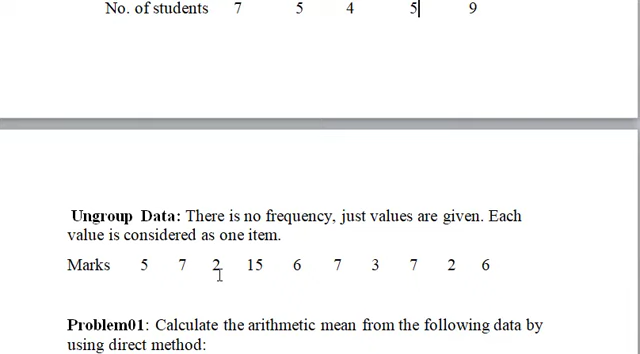 No. of students 7 5 4 5 9
Ungroup Data: There is no frequency, just values are given. Each
value is considered as one item.
Marks 5 7 2 15 6 7 3 7 2 6
Problem01: Calculate the arithmetic mean from the following data by
using direct method: